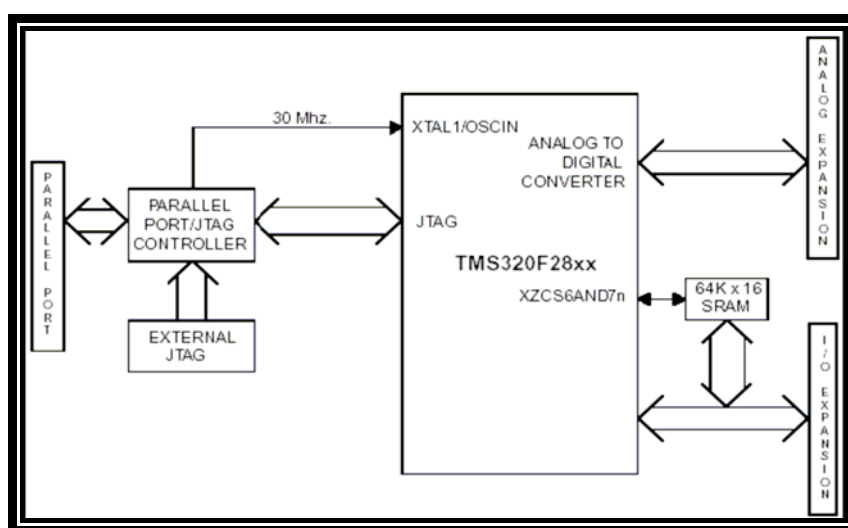 PARALLEL PORT
PARALLEL
PORT/JTAG
CONTROLLER
EXTERNAL
JTAG
30 Mhz.
XTAL1/OSCIN
ANALOG TO
DIGITAL
CONVERTER
JTAG
TMS320F28xx
XZCS6AND7n
64K x 16
SRAM
ANALOG EXPANSION
I/O EXPANSION